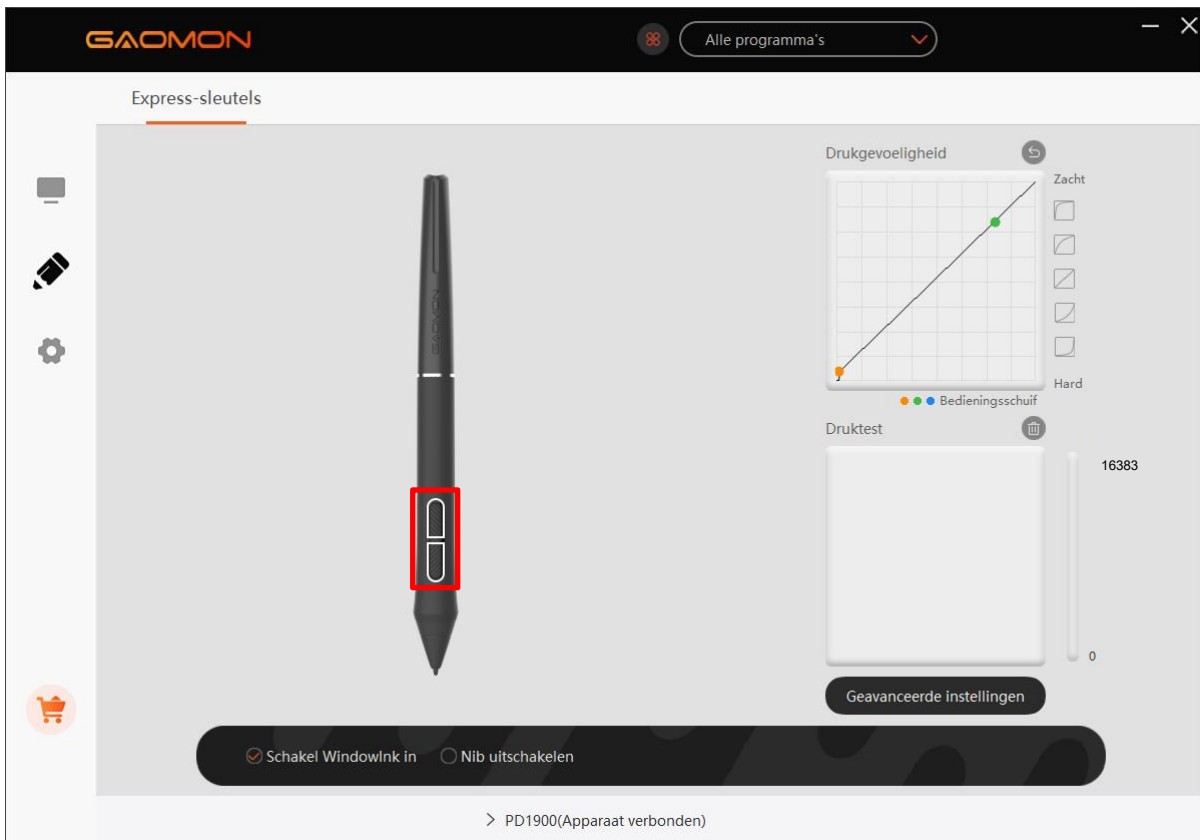 GAOMON
Alle programma's
Express-sleutels
Drukgevoeligheid
Zacht
GAOMON
Hard
Bedieningsschuif
Druktest
16383
0
Geavanceerde instellingen
Schakel WindowInk in
Nib uitschakelen
PD1900(Apparaat verbonden)